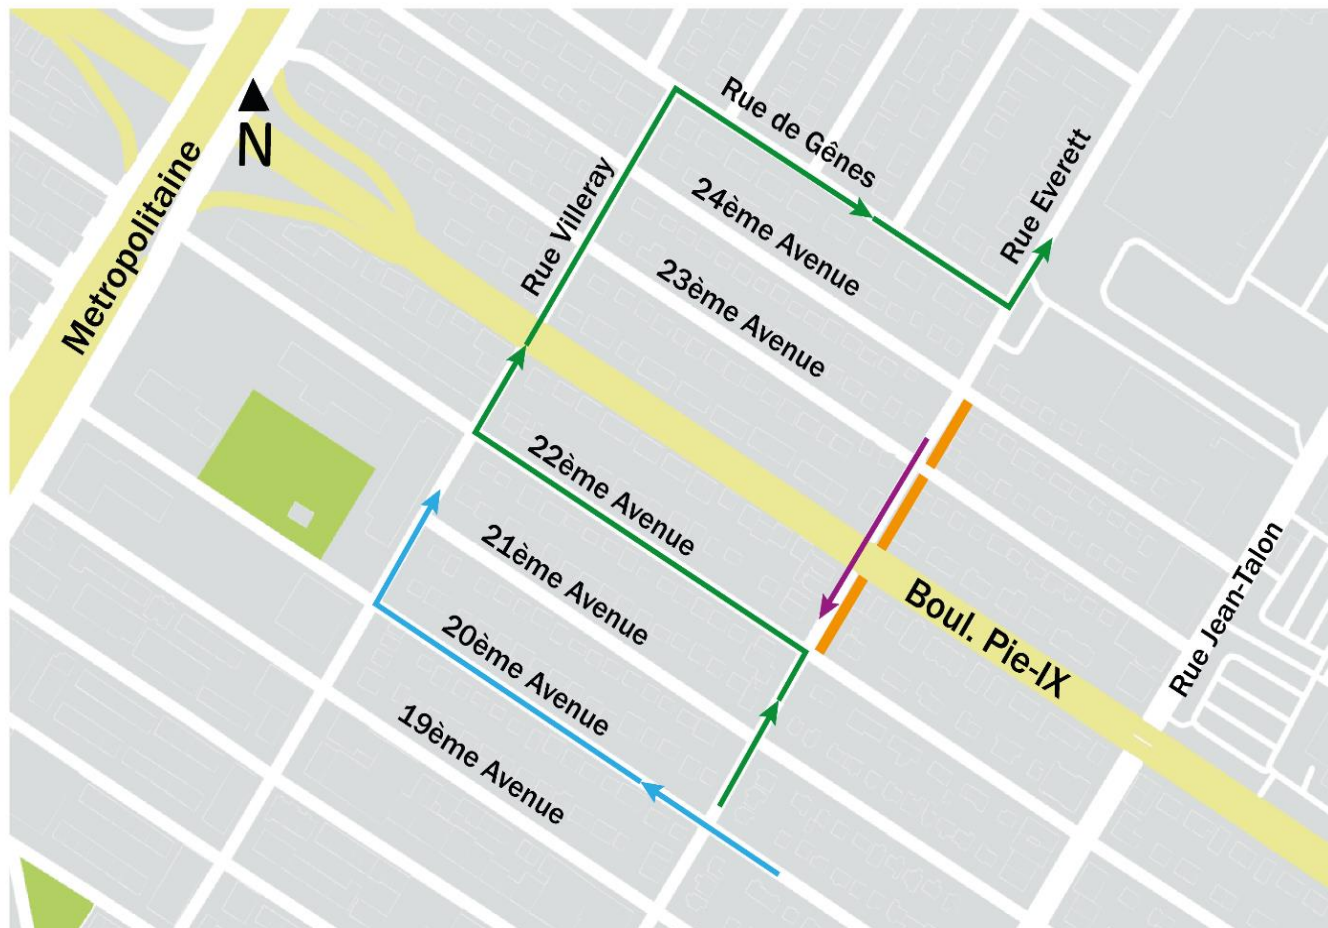 N
Metropolitaine
Rue Villeray
Rue de Gênes
Rue Everett
24ème Avenue
23ème Avenue
22ème Avenue
21ème Avenue
20ème Avenue
19ème Avenue
Boul. Pie-IX
Rue Jean-Talon